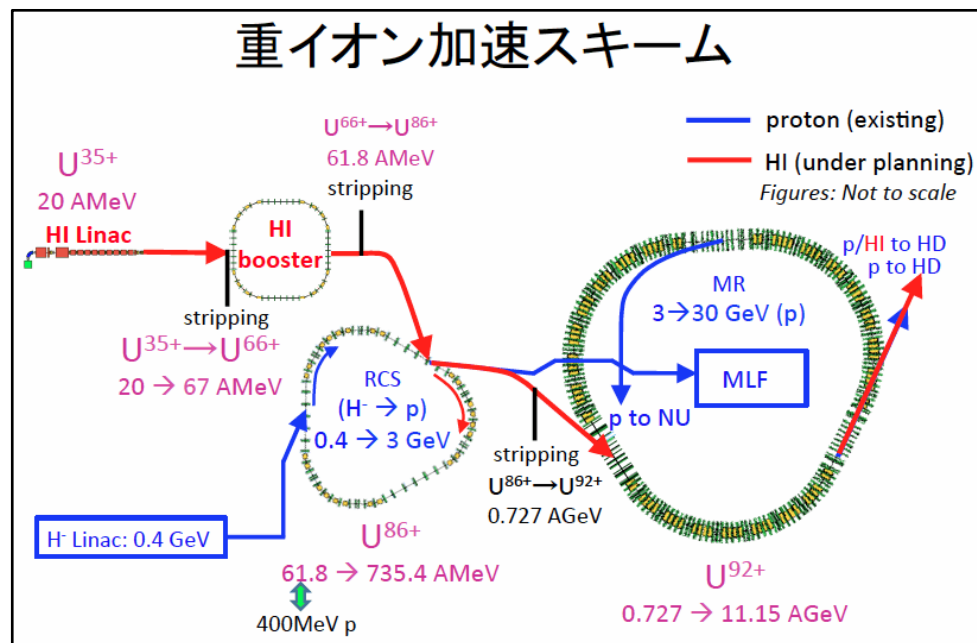 重イオン加速スキーム
U⁶⁶⁺→U⁸⁶⁺
61.8 AMeV
stripping
proton (existing)
HI (under planning)
Figures: Not to scale
U³⁵⁺
20 AMeV
HI Linac
HI
booster
stripping
U³⁵⁺→U⁶⁶⁺
20 → 67 AMeV
p/HI to HD
p to HD
MR
3→30 GeV (p)
MLF
p to NU
RCS
(H⁻ → p)
0.4 → 3 GeV
stripping
U⁸⁶⁺→U⁹²⁺
0.727 AGeV
H⁻ Linac: 0.4 GeV
U⁸⁶⁺
61.8 → 735.4 AMeV
400MeV p
U⁹²⁺
0.727 → 11.15 AGeV